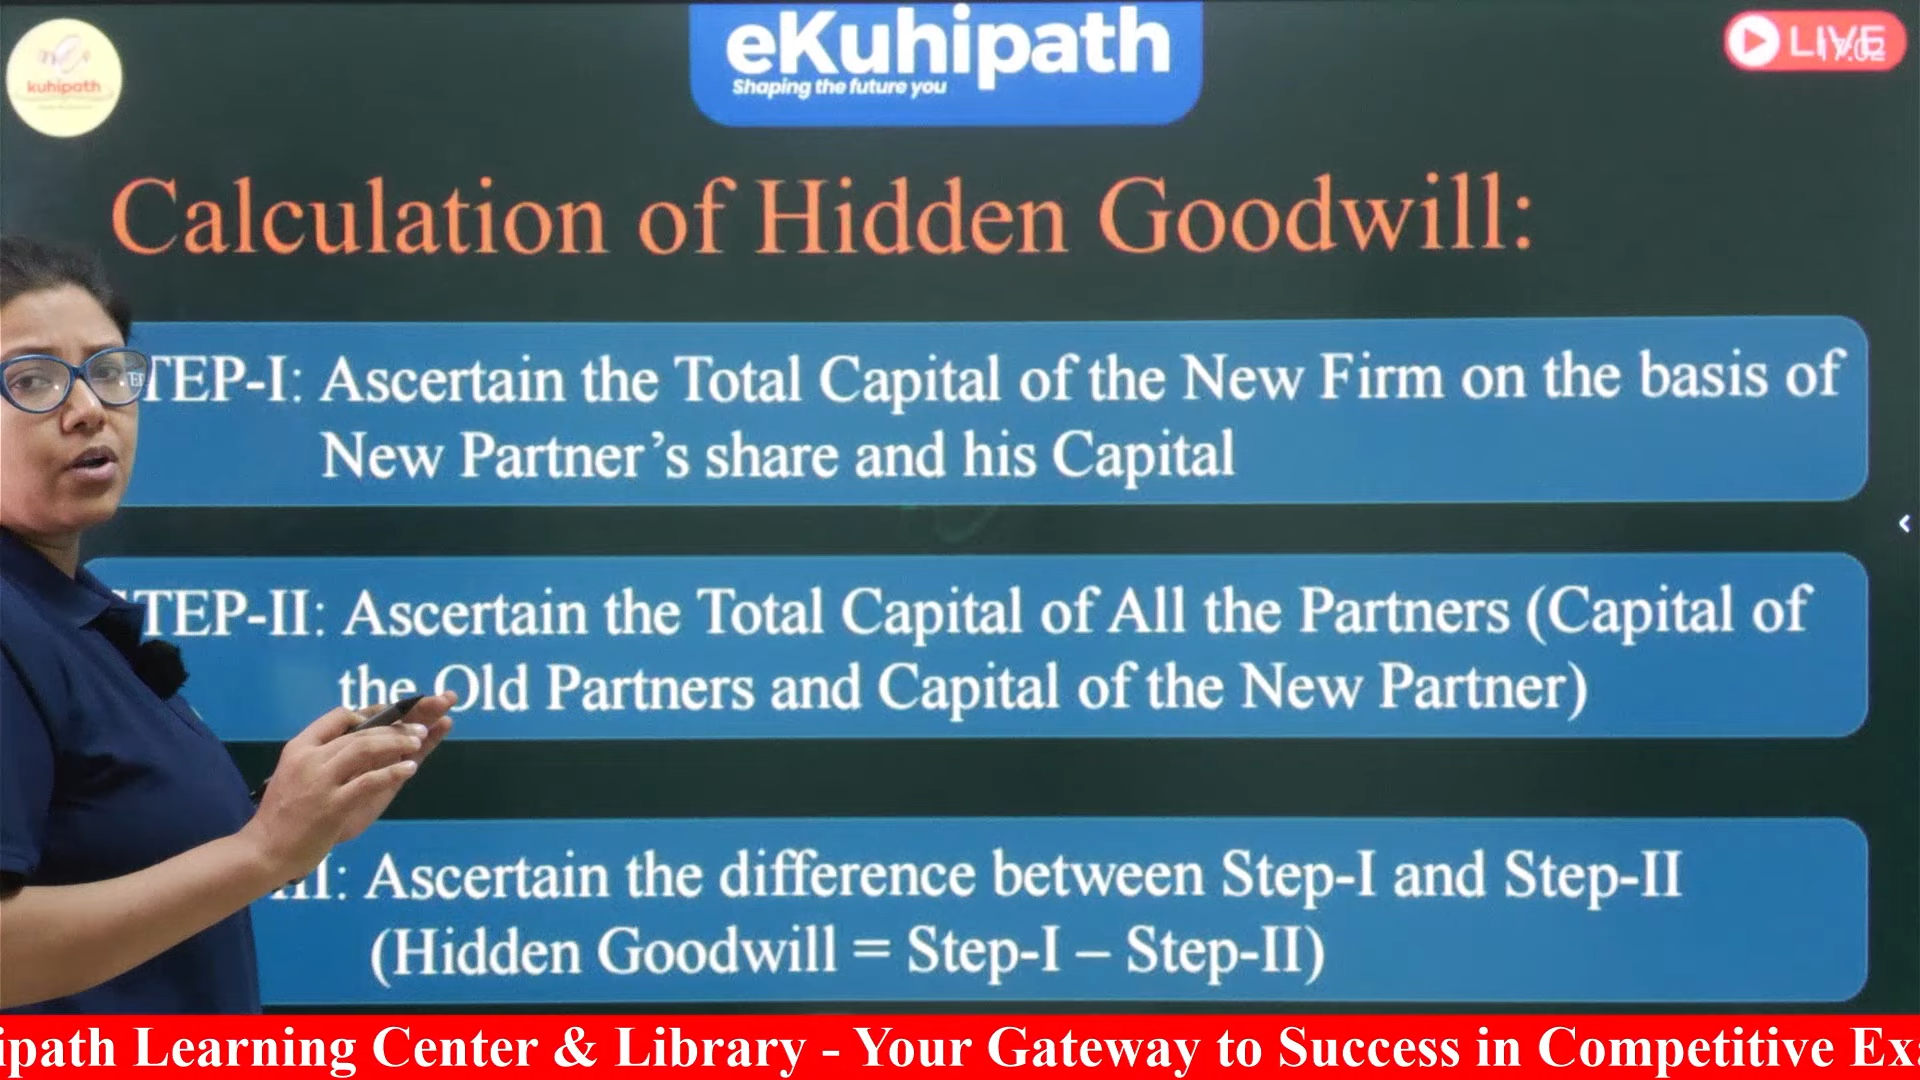 kuhipath
eKuhipath
Shaping the future you
LIVE
Calculation of Hidden Goodwill:
TEP-I: Ascertain the Total Capital of the New Firm on the basis of
New Partner’s share and his Capital
TEP-II: Ascertain the Total Capital of All the Partners (Capital of
the Old Partners and Capital of the New Partner)
III: Ascertain the difference between Step-I and Step-II
(Hidden Goodwill = Step-I – Step-II)
ipath Learning Center & Library - Your Gateway to Success in Competitive Exa